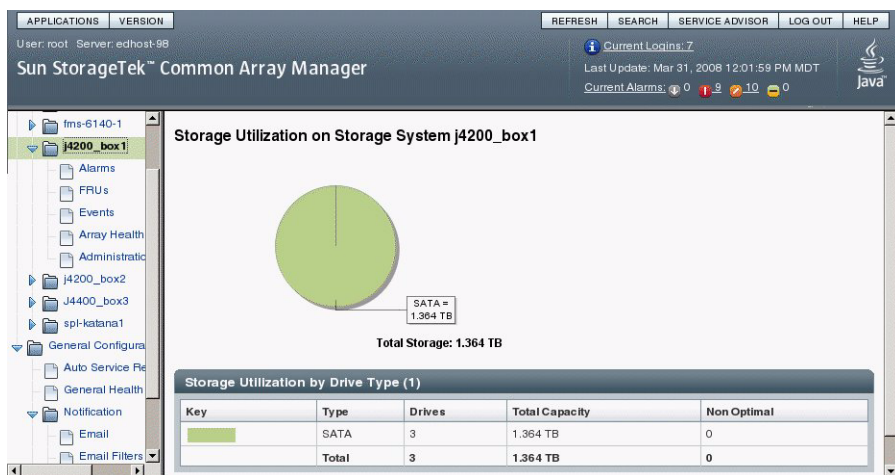 APPLICATIONS VERSION REFRESH SEARCH SERVICE ADVISOR LOG OUT HELP
User: root Server: edhost-98
Sun StorageTek™ Common Array Manager
Current Logins: 7
Last Update: Mar 31, 2008 12:01:59 PM MDT
Current Alarms: 0 9 10 0
Java
fms-6140-1
j4200_box1
Alarms
FRUs
Events
Array Health
Administratio
j4200_box2
J4400_box3
spl-katana1
General Configura
Auto Service Re
General Health
Notification
Email
Email Filters
Storage Utilization on Storage System j4200_box1
SATA =
1.364 TB
Total Storage: 1.364 TB
Storage Utilization by Drive Type (1)
Key Type Drives Total Capacity Non Optimal
SATA 3 1.364 TB 0
Total 3 1.364 TB 0